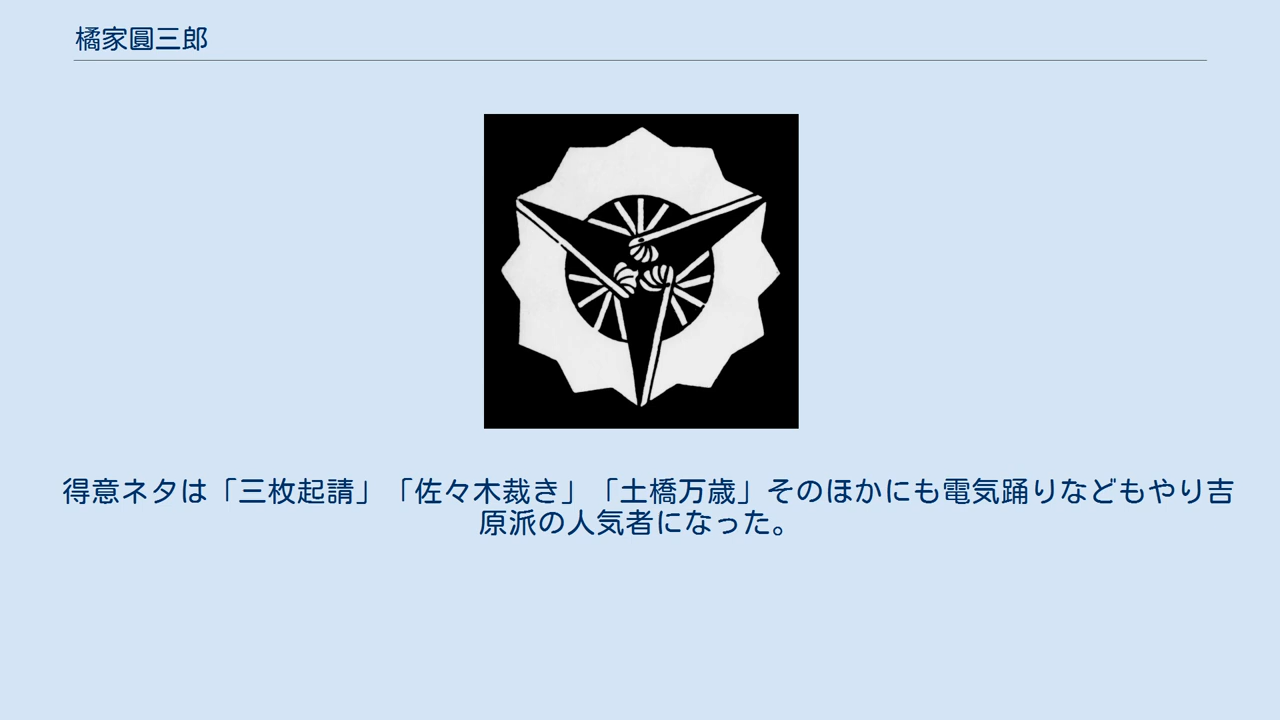 橘家圓三郎
得意ネタは「三枚起請」「佐々木裁き」「土橋万歳」そのほかにも電気踊りなどもやり吉
原派の人気者になった。